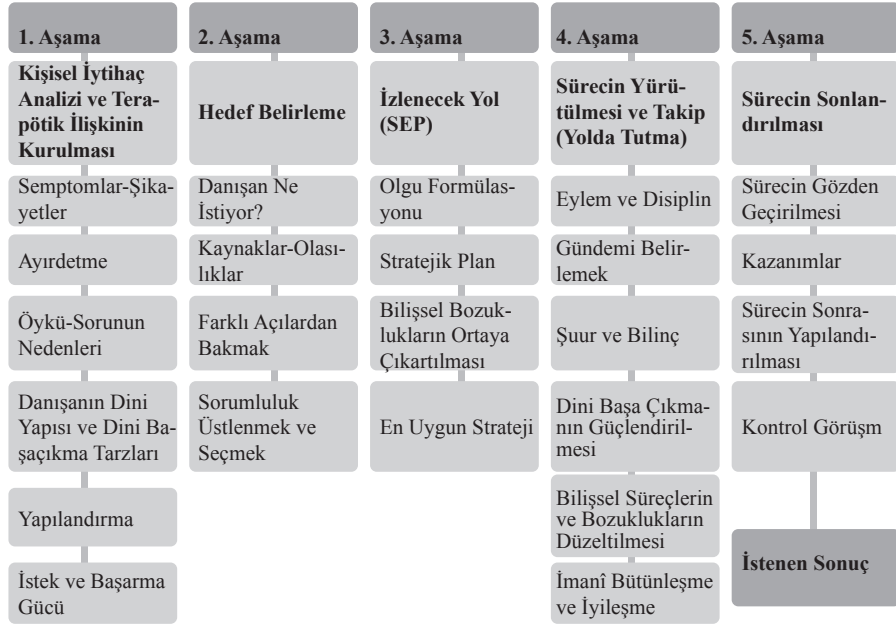 1. Aşama
Kişisel İytihaç
Analizi ve Tera-
pötik İlişkinin
Kurulması
Semptomlar-Şika-
yetler
Ayırdetme
Öykü-Sorunun
Nedenleri
Danışanın Dini
Yapısı ve Dini Ba-
şaçıkma Tarzları
Yapılandırma
İstek ve Başarma
Gücü
2. Aşama
Hedef Belirleme
Danışan Ne
İstiyor?
Kaynaklar-Olası-
lıklar
Farklı Açılardan
Bakmak
Sorumluluk
Üstlenmek ve
Seçmek
3. Aşama
İzlenecek Yol
(SEP)
Olgu Formülas-
yonu
Stratejik Plan
Bilişsel Bozuk-
lukların Ortaya
Çıkartılması
En Uygun Strateji
4. Aşama
Sürecin Yürü-
tülmesi ve Takip
(Yolda Tutma)
Eylem ve Disiplin
Gündemi Belir-
lemek
Şuur ve Bilinç
Dini Başa Çıkma-
nın Güçlendiril-
mesi
Bilişsel Süreçlerin
ve Bozuklukların
Düzeltilmesi
İmanî Bütünleşme
ve İyileşme
5. Aşama
Sürecin Sonlan-
dırılması
Sürecin Gözden
Geçirilmesi
Kazanımlar
Sürecin Sonra-
sının Yapılandı-
rılması
Kontrol Görüşm
İstenen Sonuç